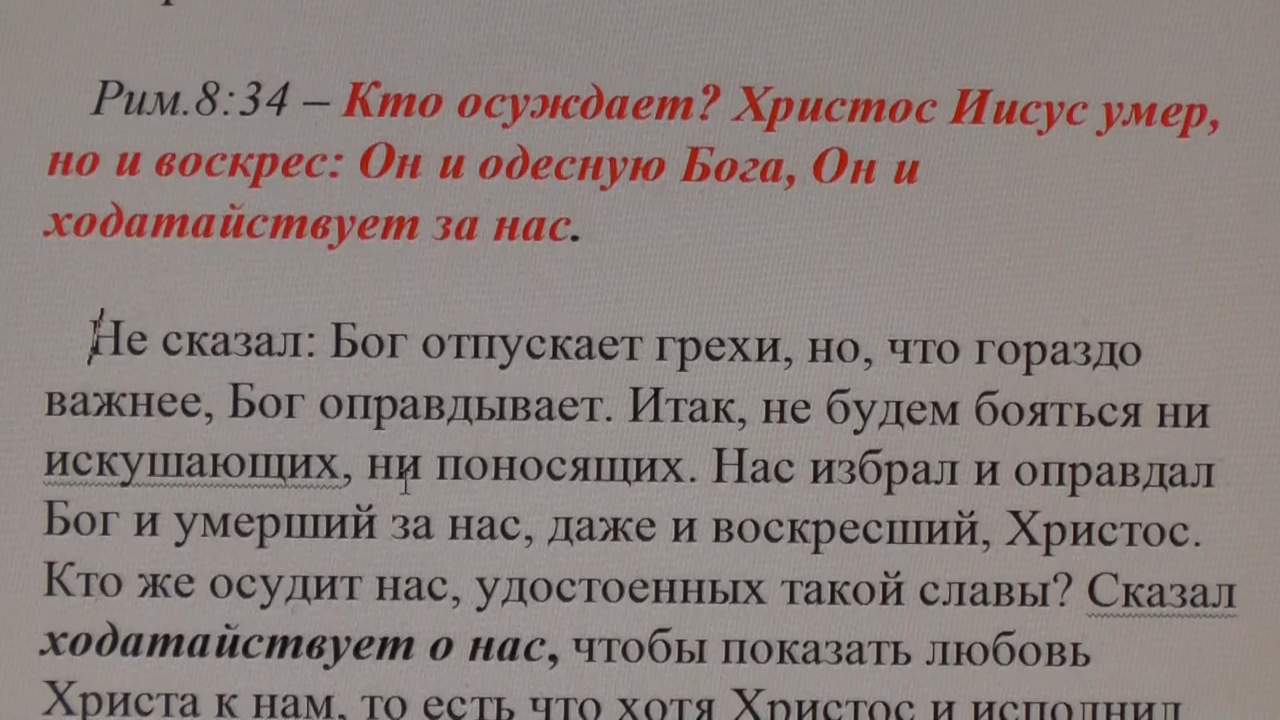 Рим.8:34 – Кто осуждает? Христос Иисус умер,
но и воскрес: Он и одесную Бога, Он и
ходатайствует за нас.
Не сказал: Бог отпускает грехи, но, что гораздо
важнее, Бог оправдывает. Итак, не будем бояться ни
искушающих, ни поносящих. Нас избрал и оправдал
Бог и умерший за нас, даже и воскресший, Христос.
Кто же осудит нас, удостоенных такой славы? Сказал
ходатайствует о нас, чтобы показать любовь
Христа к нам, то есть что хотя Христос и исполнил